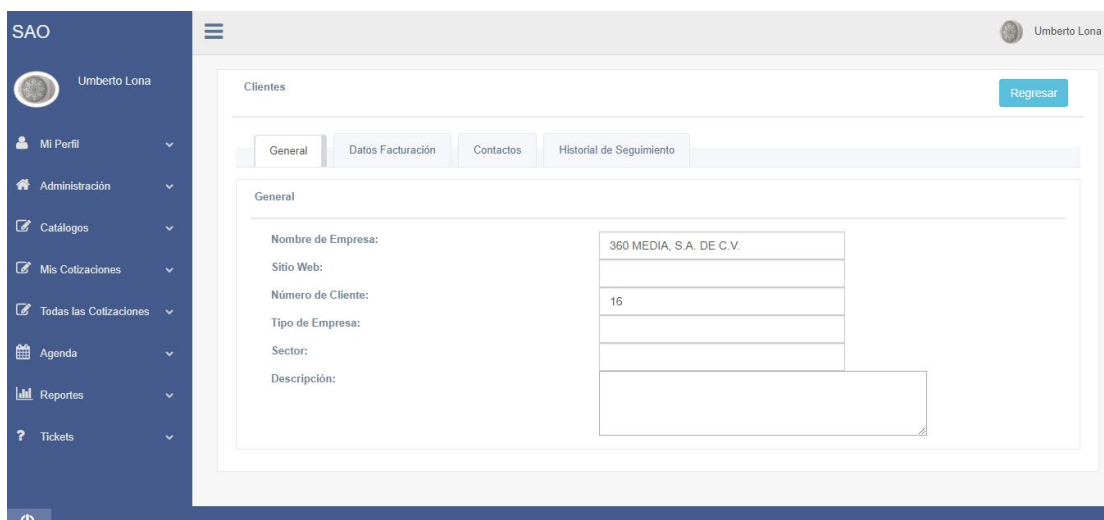 SAO
Umberto Lona
Umberto Lona
Mi Perfil
Administración
Catálogos
Mis Cotizaciones
Todas las Cotizaciones
Agenda
Reportes
? Tickets
Clientes
Regresar
General
Datos Facturación
Contactos
Historial de Seguimiento
General
Nombre de Empresa: 360 MEDIA, S.A. DE C.V.
Sitio Web:
Número de Cliente: 16
Tipo de Empresa:
Sector:
Descripción: